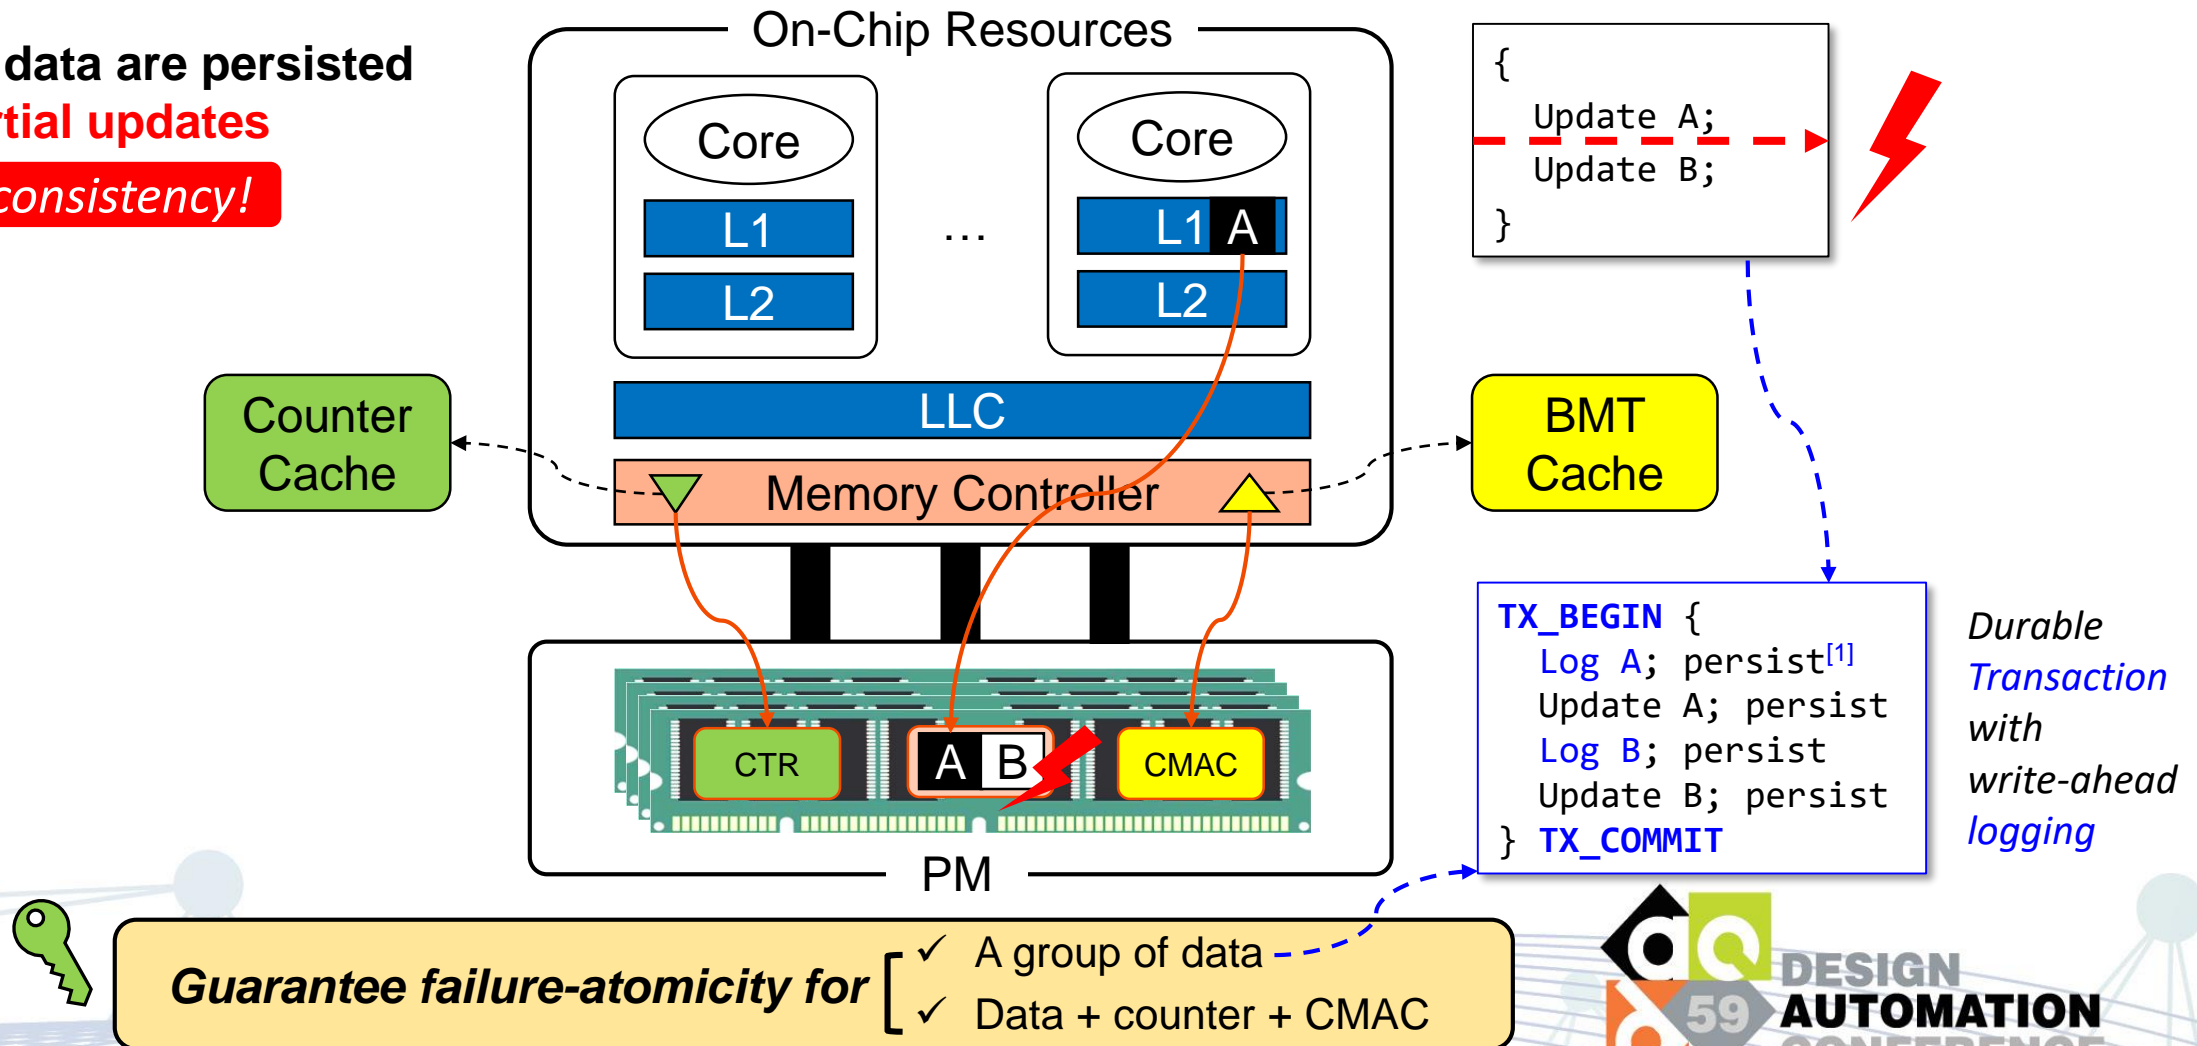 data are persisted
tial updates
consistency!
On-Chip Resources
Core
L1
L2
...
Core
L1 A
L2
LLC
Memory Controller
Counter
Cache
BMT
Cache
{
Update A;
Update B;
}
CTR
A B
CMAC
PM
TX_BEGIN {
Log A; persist[1]
Update A; persist
Log B; persist
Update B; persist
} TX_COMMIT
Durable
Transaction
with
write-ahead
logging
Guarantee failure-atomicity for
✓ A group of data
✓ Data + counter + CMAC
59
DESIGN
AUTOMATION
CONFERENCE